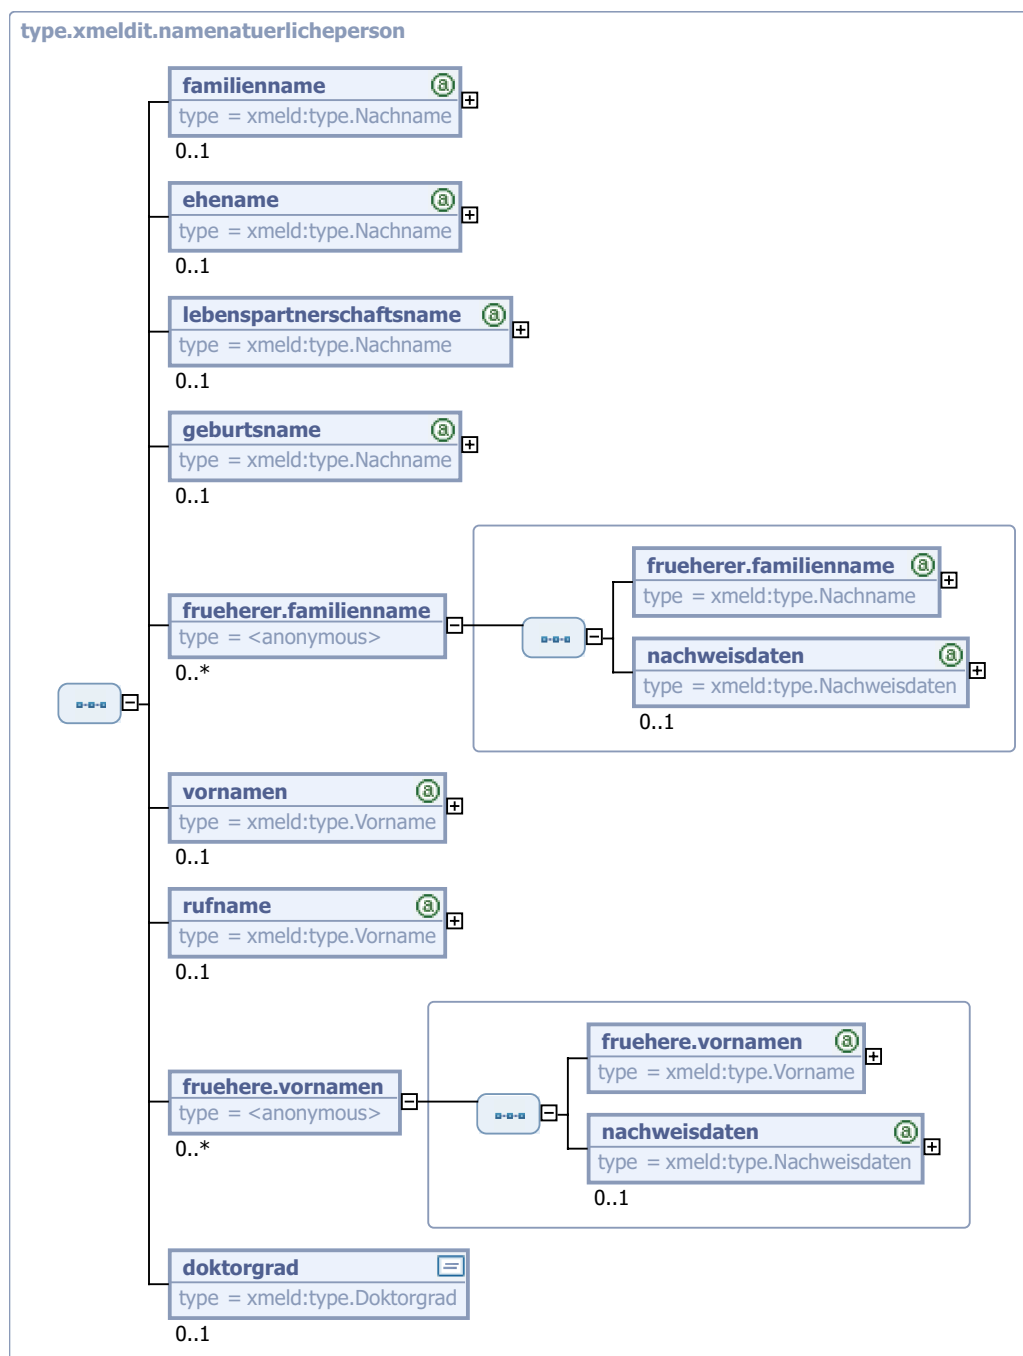 type.xmeldit.namenatuerlicheperson
familienname
type = xmeld:type.Nachname
0..1
ehename
type = xmeld:type.Nachname
0..1
lebenspartnerschaftsname
type = xmeld:type.Nachname
0..1
geburtsname
type = xmeld:type.Nachname
0..1
frueherer.familienname
type = <anonymous>
0..*
frueherer.familienname
type = xmeld:type.Nachname
nachweisdaten
type = xmeld:type.Nachweisdaten
0..1
vornamen
type = xmeld:type.Vorname
0..1
rufname
type = xmeld:type.Vorname
0..1
fruehere.vornamen
type = <anonymous>
0..*
fruehere.vornamen
type = xmeld:type.Vorname
nachweisdaten
type = xmeld:type.Nachweisdaten
0..1
doktorgrad
type = xmeld:type.Doktorgrad
0..1